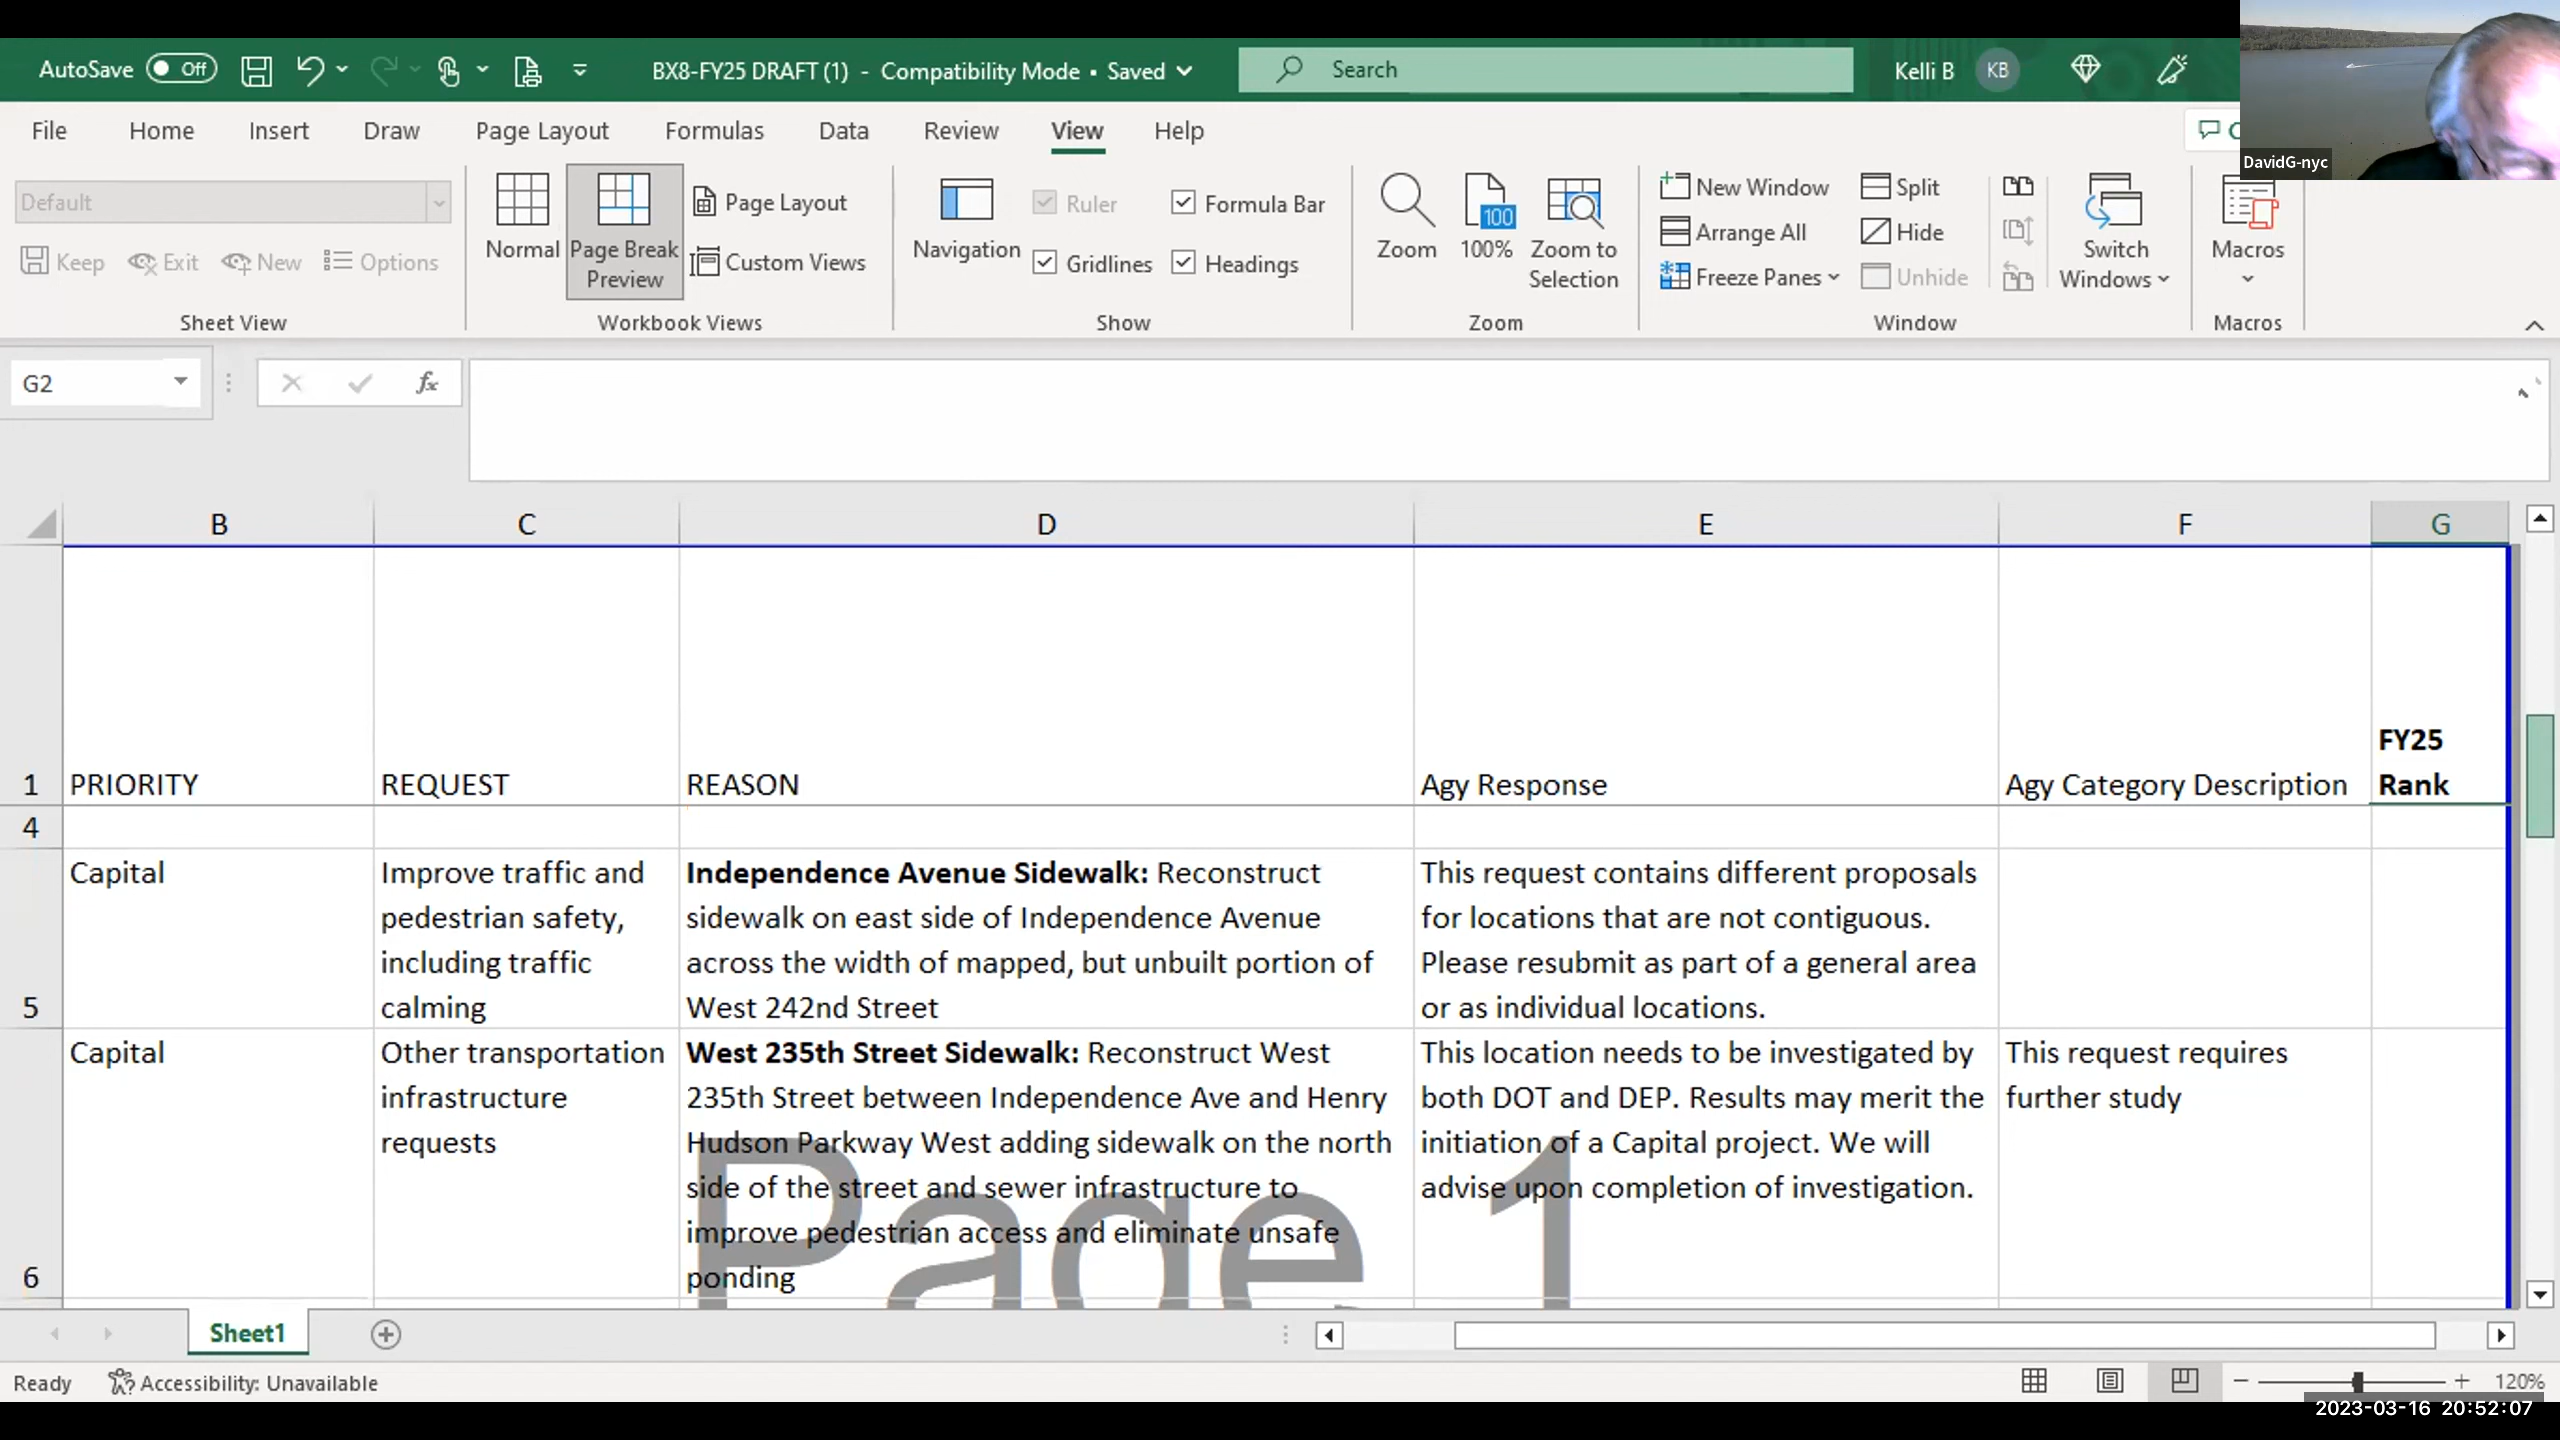 AutoSave Off BX8-FY25 DRAFT (1) - Compatibility Mode • Saved Search Kelli B KB
File Home Insert Draw Page Layout Formulas Data Review View Help
DavidG-nyc
Default
Keep Exit New Options
Sheet View
Normal
Page Break
Preview
Page Layout
Custom Views
Workbook Views
Navigation
Ruler
Gridlines
Formula Bar
Headings
Show
Zoom
100
100%
Zoom to
Selection
Zoom
New Window
Arrange All
Freeze Panes
Split
Hide
Unhide
Switch
Windows
Window
Macros
Macros
G2
fx
B C D E F G
1 PRIORITY REQUEST REASON Agy Response Agy Category Description
FY25
Rank
4
5
Capital
Improve traffic and
pedestrian safety,
including traffic
calming
Independence Avenue Sidewalk: Reconstruct
sidewalk on east side of Independence Avenue
across the width of mapped, but unbuilt portion of
West 242nd Street
This request contains different proposals
for locations that are not contiguous.
Please resubmit as part of a general area
or as individual locations.
6
Capital
Other transportation
infrastructure
requests
West 235th Street Sidewalk: Reconstruct West
235th Street between Independence Ave and Henry
Hudson Parkway West adding sidewalk on the north
side of the street and sewer infrastructure to
improve pedestrian access and eliminate unsafe
ponding
This location needs to be investigated by
both DOT and DEP. Results may merit the
initiation of a Capital project. We will
advise upon completion of investigation.
This request requires
further study
Page 1
Sheet1
Ready Accessibility: Unavailable 120%
2023-03-16 20:52:07